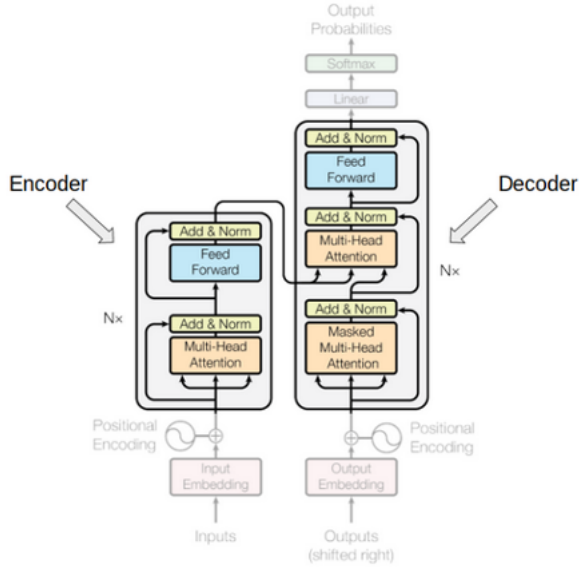 Output
Probabilities
Softmax
Linear
Add & Norm
Feed
Forward
Add & Norm
Multi-Head
Attention
Add & Norm
Masked
Multi-Head
Attention
Nx
Decoder
Encoder
Add & Norm
Feed
Forward
Add & Norm
Multi-Head
Attention
Nx
Positional
Encoding
Input
Embedding
Inputs
Positional
Encoding
Output
Embedding
Outputs
(shifted right)